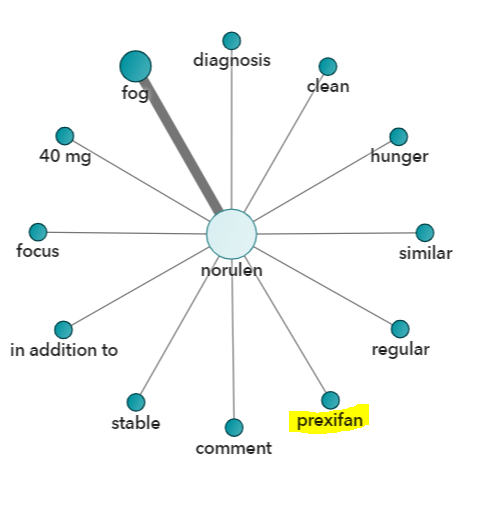 diagnosis
fog
clean
40 mg
hunger
focus
norulen
similar
in addition to
regular
stable
prexifan
comment